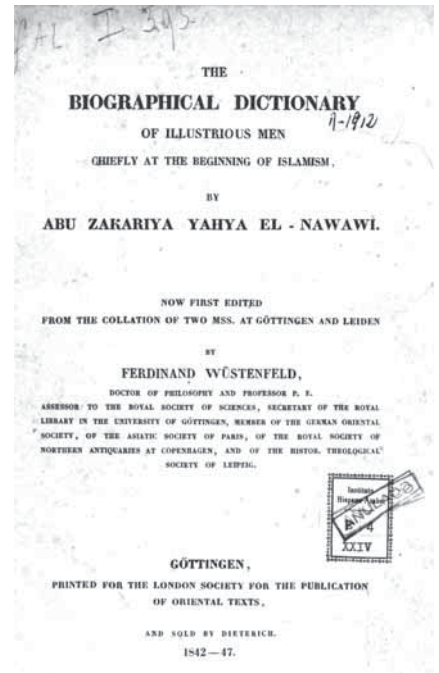 GAL I 395.
THE
BIOGRAPHICAL DICTIONARY
A-1912
OF ILLUSTRIOUS MEN
CHIEFLY AT THE BEGINNING OF ISLAMISM,
BY
ABU ZAKARIYA YAHYA EL - NAWAWI.
NOW FIRST EDITED
FROM THE COLLATION OF TWO MSS. AT GÖTTINGEN AND LEIDEN
BY
FERDINAND WÜSTENFELD,
DOCTOR OF PHILOSOPHY AND PROFESSOR P. E.
ASSESSOR TO THE ROYAL SOCIETY OF SCIENCES, SECRETARY OF THE ROYAL
LIBRARY IN THE UNIVERSITY OF GÖTTINGEN, MEMBER OF THE GERMAN ORIENTAL
SOCIETY, OF THE ASIATIC SOCIETY OF PARIS, OF THE ROYAL SOCIETY OF
NORTHERN ANTIQUARIES AT COPENHAGEN, AND OF THE HISTOR. THEOLOGICAL
SOCIETY OF LEIPZIG.
Instituto
ANULADO
XXIV
GÖTTINGEN,
PRINTED FOR THE LONDON SOCIETY FOR THE PUBLICATION
OF ORIENTAL TEXTS,
AND SOLD BY DIETERICH.
1842—47.